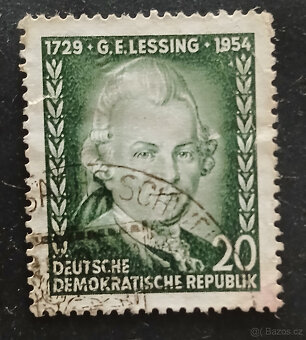 1729 · G.E. LESSING · 1954
20
DEUTSCHE
DEMOKRATISCHE REPUBLIK
© Bazos.cz